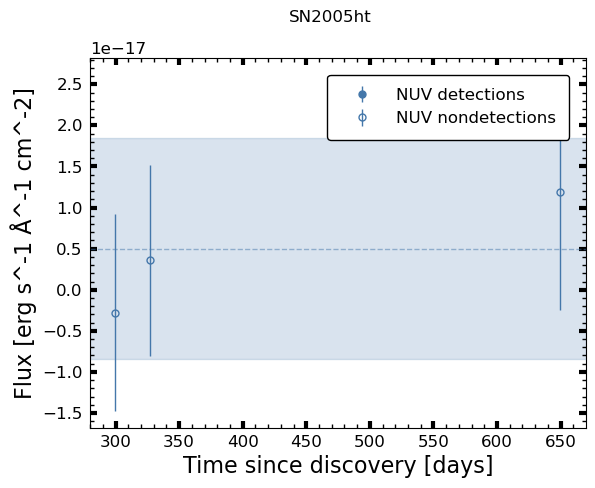 SN2005ht
1e−17
NUV detections
NUV nondetections
2.5
2.0
1.5
1.0
0.5
0.0
−0.5
−1.0
−1.5
Flux [erg s^-1 Å^-1 cm^-2]
300 350 400 450 500 550 600 650
Time since discovery [days]